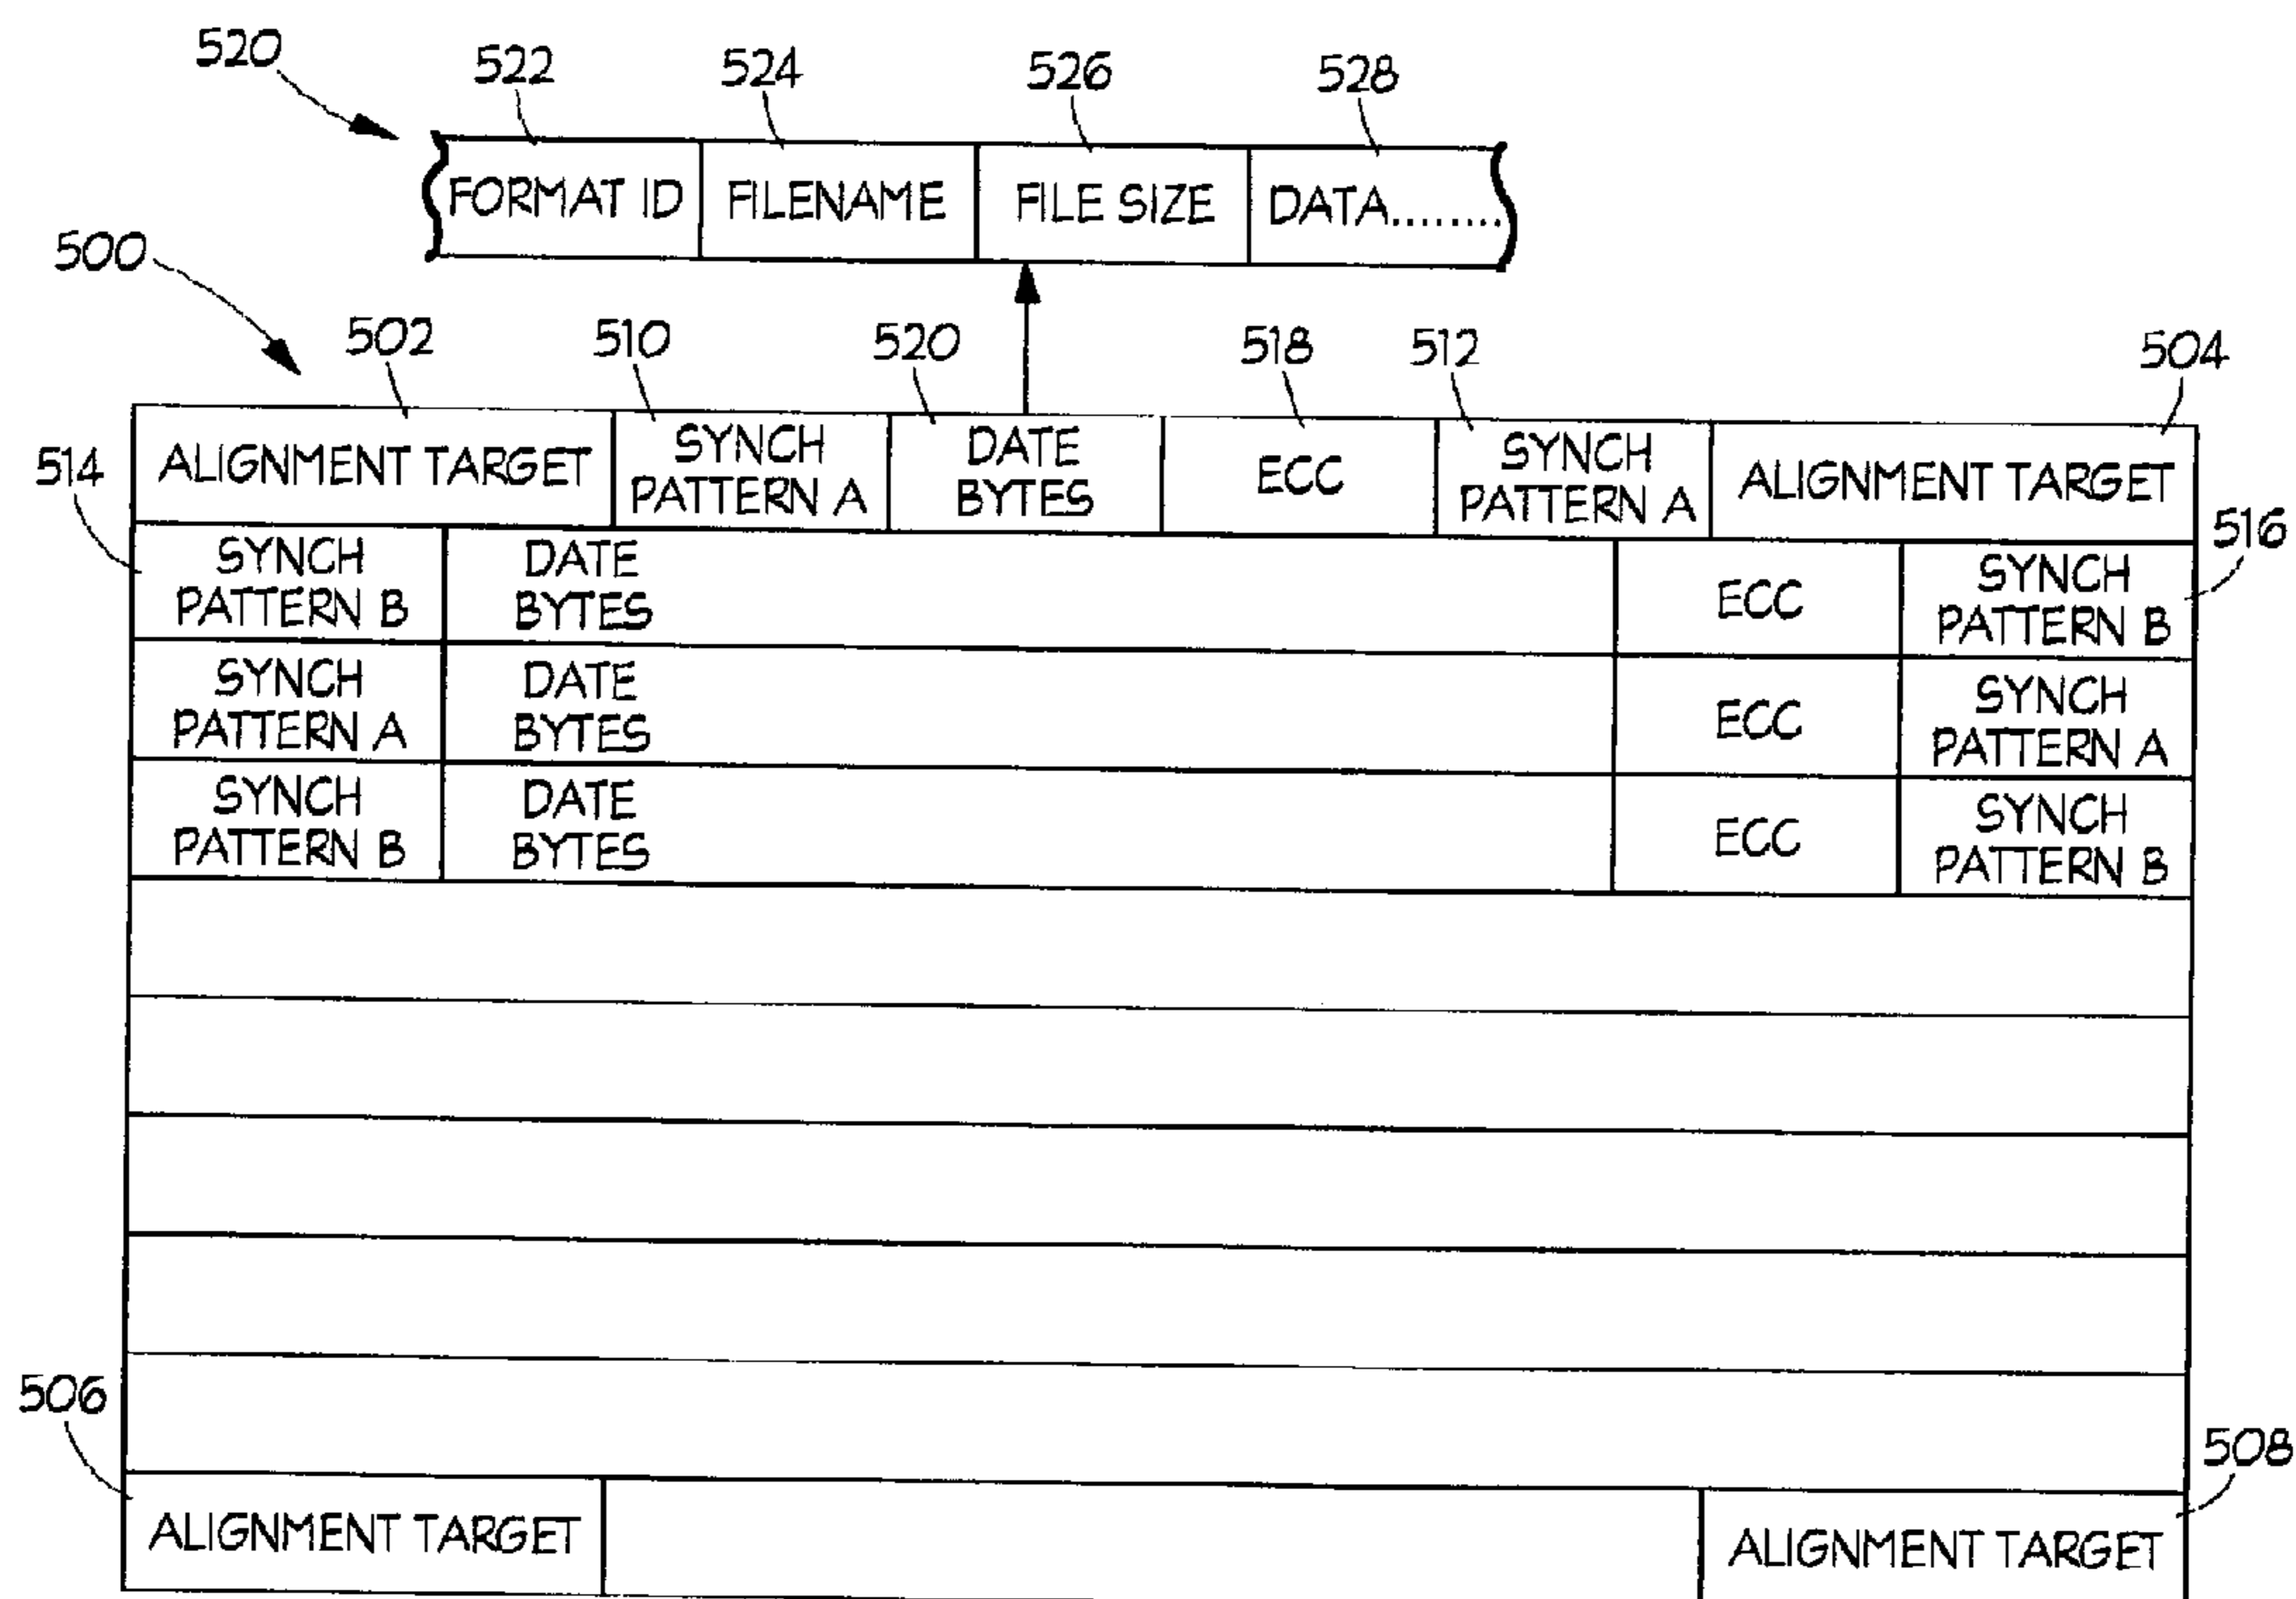 520
522
524
526
528
FORMAT ID
FILENAME
FILE SIZE
DATA........
500
502
510
520
518
512
504
514
ALIGNMENT TARGET
SYNCH
PATTERN A
DATE
BYTES
ECC
SYNCH
PATTERN A
ALIGNMENT TARGET
516
SYNCH
PATTERN B
DATE
BYTES
ECC
SYNCH
PATTERN B
SYNCH
PATTERN A
DATE
BYTES
ECC
SYNCH
PATTERN A
SYNCH
PATTERN B
DATE
BYTES
ECC
SYNCH
PATTERN B
506
508
ALIGNMENT TARGET
ALIGNMENT TARGET